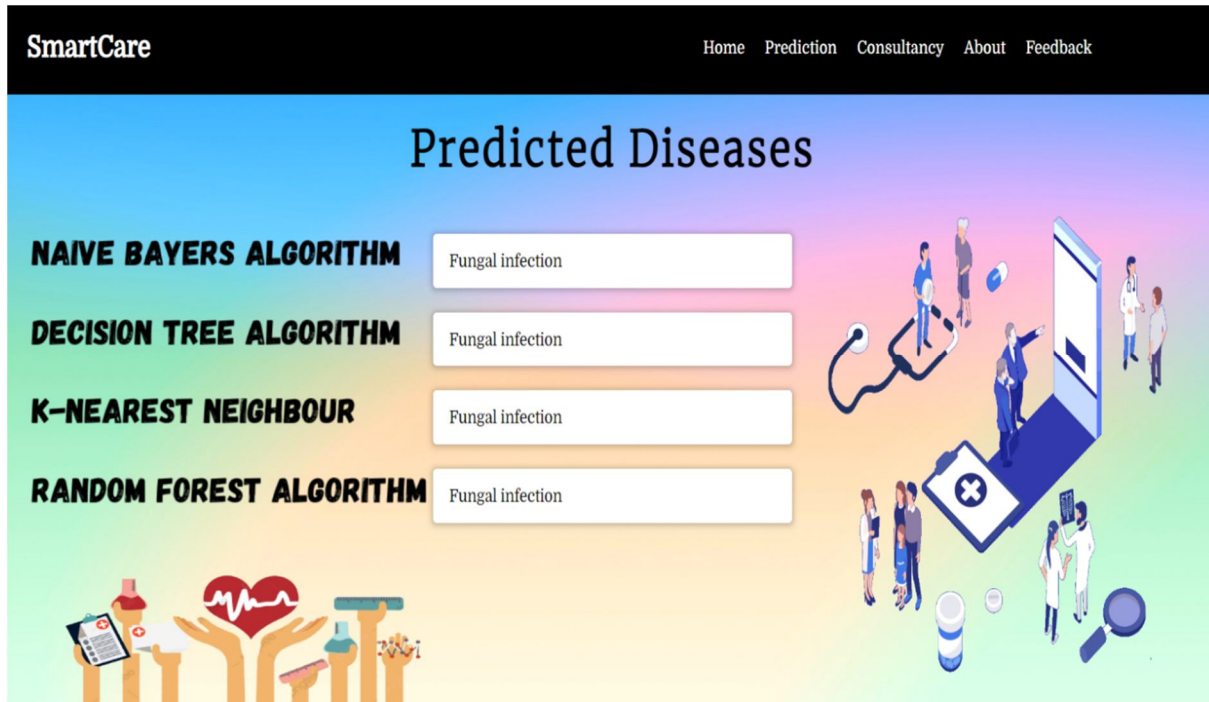 SmartCare
Home Prediction Consultancy About Feedback
Predicted Diseases
NAIVE BAYERS ALGORITHM
Fungal infection
DECISION TREE ALGORITHM
Fungal infection
K-NEAREST NEIGHBOUR
Fungal infection
RANDOM FOREST ALGORITHM
Fungal infection